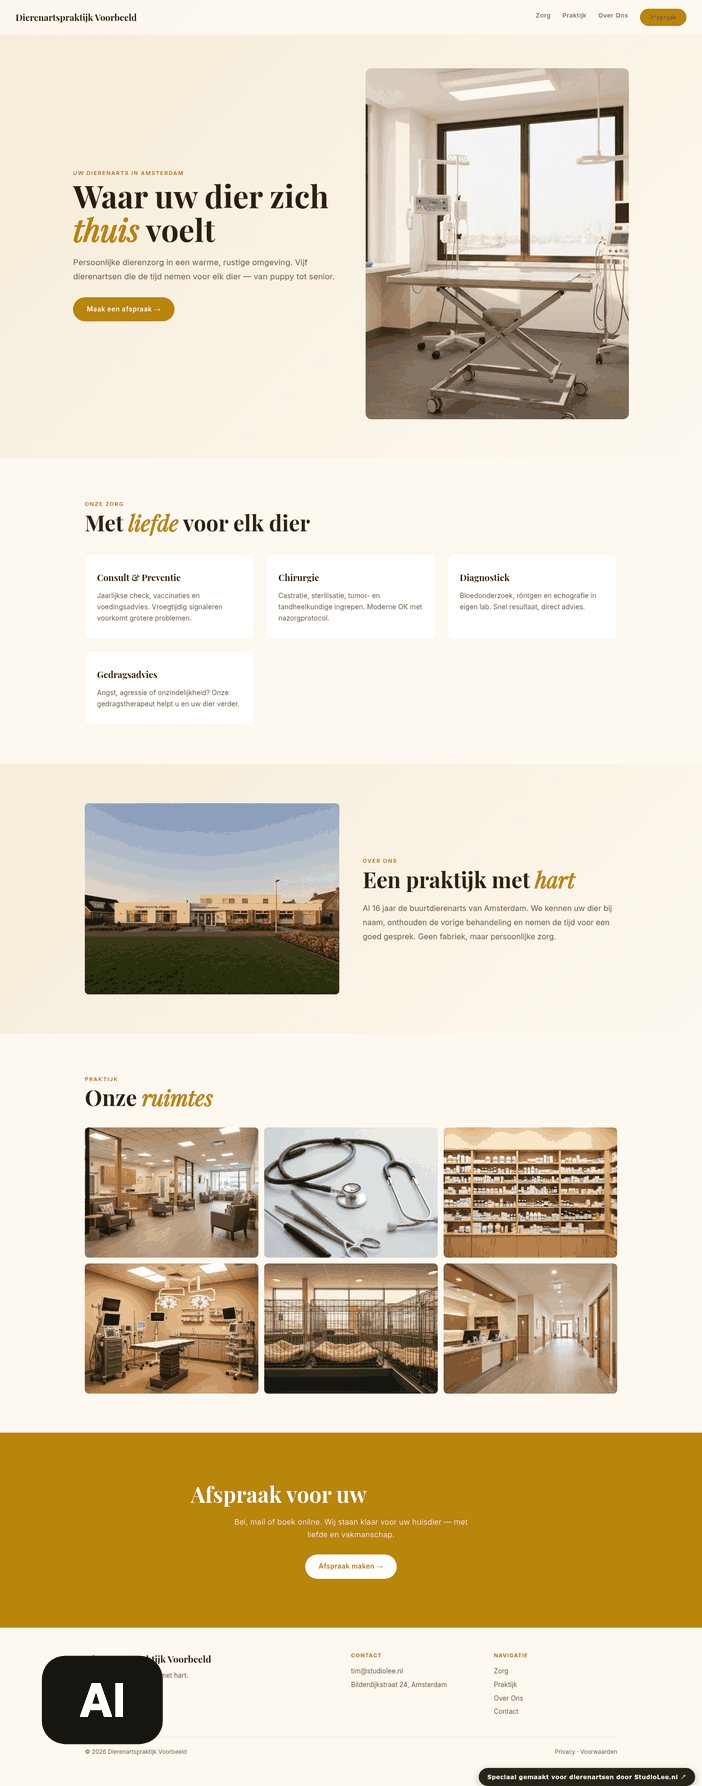 Dierenartspraktijk Voorbeeld
Zorg Praktijk Over Ons Afspraak
UW DIERENARTS IN AMSTERDAM
Waar uw dier zich
thuis voelt
Persoonlijke dierenzorg in een warme, rustige omgeving. Vijf
dierenartsen die de tijd nemen voor elk dier — van puppy tot senior.
Maak een afspraak →
ONZE ZORG
Met liefde voor elk dier
Consult & Preventie
Jaarlijkse check, vaccinaties en
voedingsadvies. Vroegtijdig signaleren
voorkomt grotere problemen.
Chirurgie
Castratie, sterilisatie, tumor- en
tandheelkundige ingrepen. Moderne OK met
nazorgprotocol.
Diagnostiek
Bloedonderzoek, röntgen en echografie in
eigen lab. Snel resultaat, direct advies.
Gedragsadvies
Angst, agressie of onzindelijkheid? Onze
gedragstherapeut helpt u en uw dier verder.
OVER ONS
Een praktijk met hart
Al 16 jaar de buurtdierenarts van Amsterdam. We kennen uw dier bij
naam, onthouden de vorige behandeling en nemen de tijd voor een
goed gesprek. Geen fabriek, maar persoonlijke zorg.
PRAKTIJK
Onze ruimtes
Afspraak voor uw
Bel, mail of boek online. Wij staan klaar voor uw huisdier — met
liefde en vakmanschap.
Afspraak maken →
Voorbeeld
met hart.
CONTACT
tim@studiolee.nl
Bilderdijkstraat 24, Amsterdam
NAVIGATIE
Zorg
Praktijk
Over Ons
Contact
AI
© 2026 Dierenartspraktijk Voorbeeld
Privacy · Voorwaarden
Speciaal gemaakt voor dierenartsen door StudioLee.nl ↗